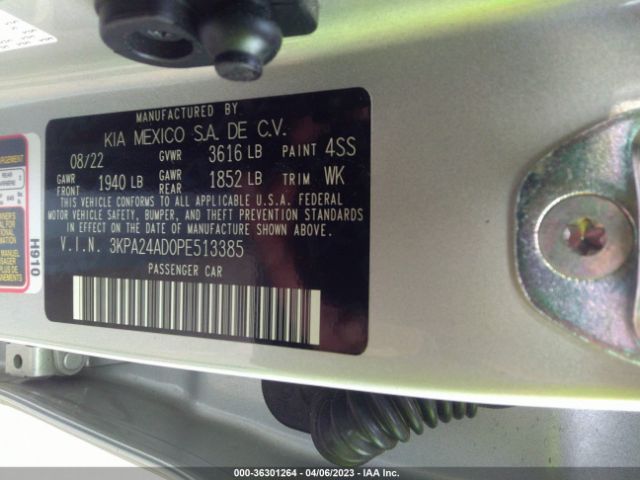 MANUFACTURED BY
KIA MEXICO S.A. DE C.V.
08/22 GVWR 3616 LB PAINT 4SS
GAWR FRONT 1940 LB GAWR REAR 1852 LB TRIM WK
THIS VEHICLE CONFORMS TO ALL APPLICABLE U.S.A. FEDERAL
MOTOR VEHICLE SAFETY, BUMPER, AND THEFT PREVENTION STANDARDS
IN EFFECT ON THE DATE OF MANUFACTURE SHOWN ABOVE.
V.I.N. 3KPA24AD0PE513385
PASSENGER CAR
H910
000-36301264 - 04/06/2023 - IAA Inc.